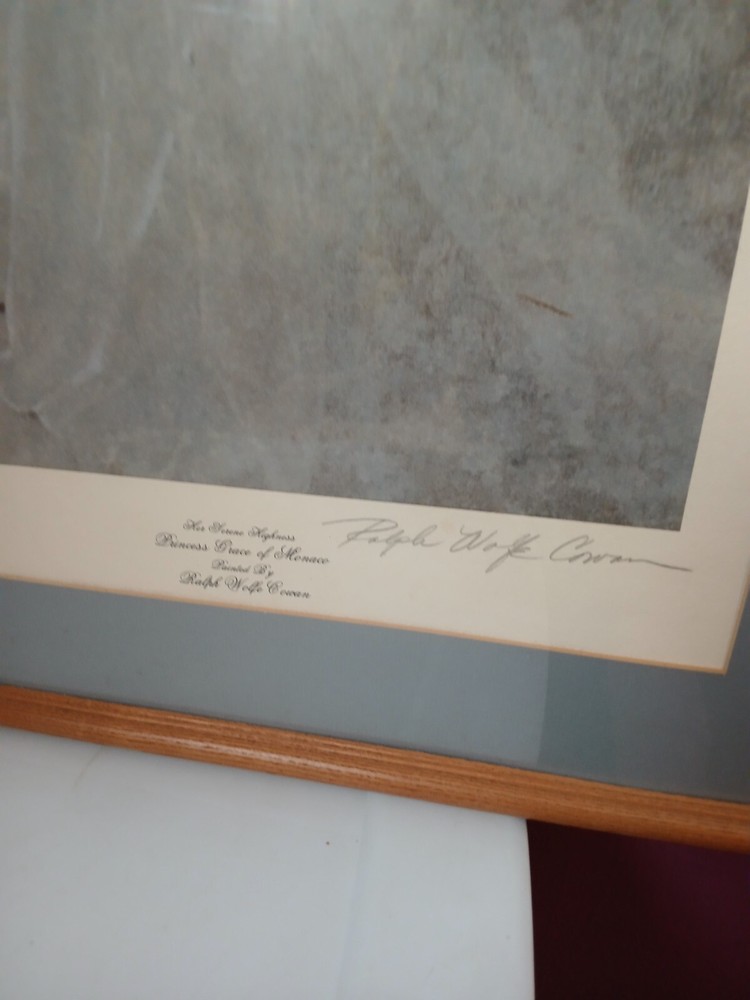 Her Serene Highness
Princess Grace of Monaco
Painted By
Ralph Wolfe Cowan
Ralph Wolfe Cowan